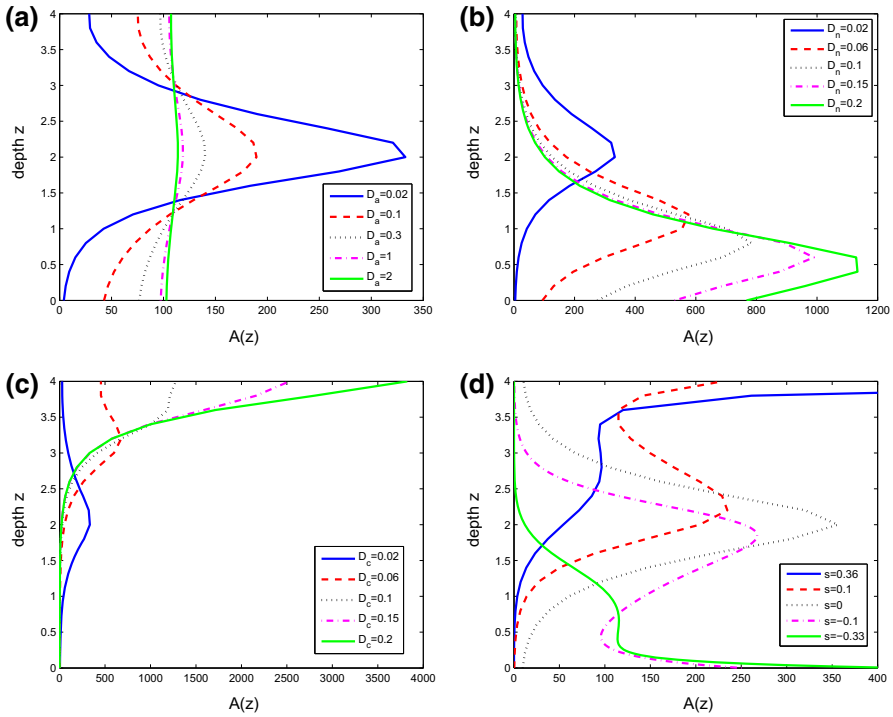 (a)
4
3.5
3
2.5
2
1.5
1
0.5
0
depth z
0 50 100 150 200 250 300 350
A(z)
D_a=0.02
D_a=0.1
D_a=0.3
D_a=1
D_a=2
(b)
4
3.5
3
2.5
2
1.5
1
0.5
0
depth z
0 200 400 600 800 1000 1200
A(z)
D_n=0.02
D_n=0.06
D_n=0.1
D_n=0.15
D_n=0.2
(c)
4
3.5
3
2.5
2
1.5
1
0.5
0
depth z
0 500 1000 1500 2000 2500 3000 3500 4000
A(z)
D_c=0.02
D_c=0.06
D_c=0.1
D_c=0.15
D_c=0.2
(d)
4
3.5
3
2.5
2
1.5
1
0.5
0
depth z
0 50 100 150 200 250 300 350 400
A(z)
s=0.36
s=0.1
s=0
s=−0.1
s=−0.33